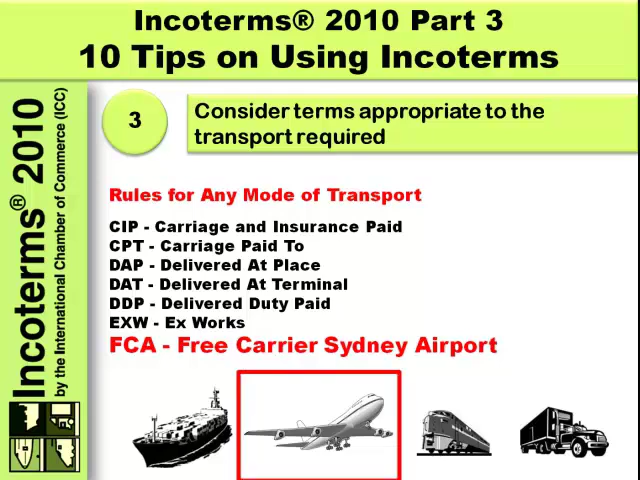 Incoterms® 2010 Part 3
10 Tips on Using Incoterms
Incoterms® 2010
by the International Chamber of Commerce (ICC)
3
Consider terms appropriate to the
transport required
Rules for Any Mode of Transport
CIP - Carriage and Insurance Paid
CPT - Carriage Paid To
DAP - Delivered At Place
DAT - Delivered At Terminal
DDP - Delivered Duty Paid
EXW - Ex Works
FCA - Free Carrier Sydney Airport